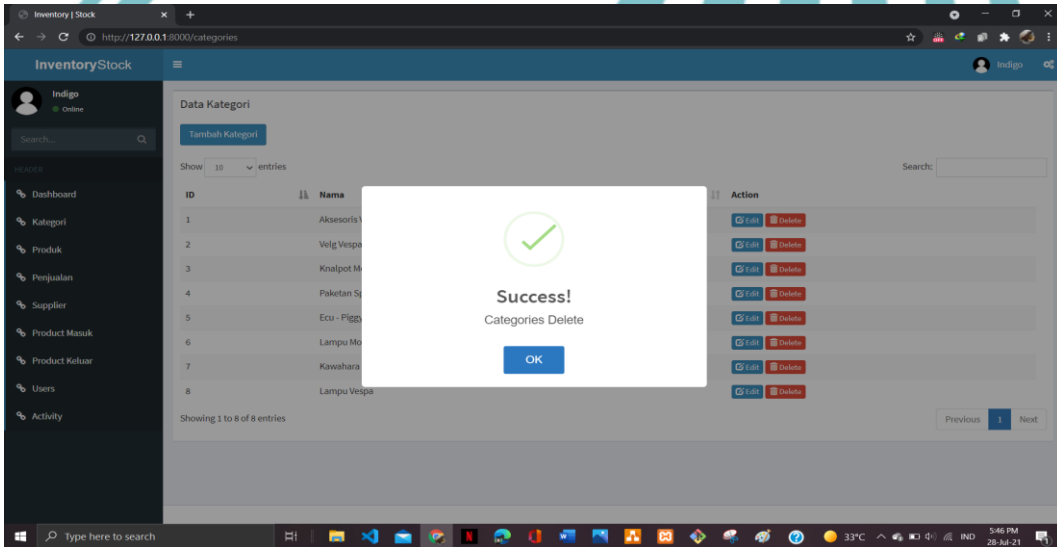 Inventory | Stock
http://127.0.0.1:8000/categories
InventoryStock
Indigo
Indigo
Online
Search...
HEADER
Dashboard
Kategori
Produk
Penjualan
Supplier
Product Masuk
Product Keluar
Users
Activity
Data Kategori
Tambah Kategori
Show 10 entries
Search:
ID Nama Action
1 Aksesoris Edit Delete
2 Velg Vespa Edit Delete
3 Knalpot Edit Delete
4 Paketan Edit Delete
5 Ecu - Edit Delete
6 Lampu Edit Delete
7 Kawahara Edit Delete
8 Lampu Vespa Edit Delete
Showing 1 to 8 of 8 entries
Previous 1 Next
Success!
Categories Delete
OK
Type here to search
33°C
IND
5:46 PM
28-Jul-21